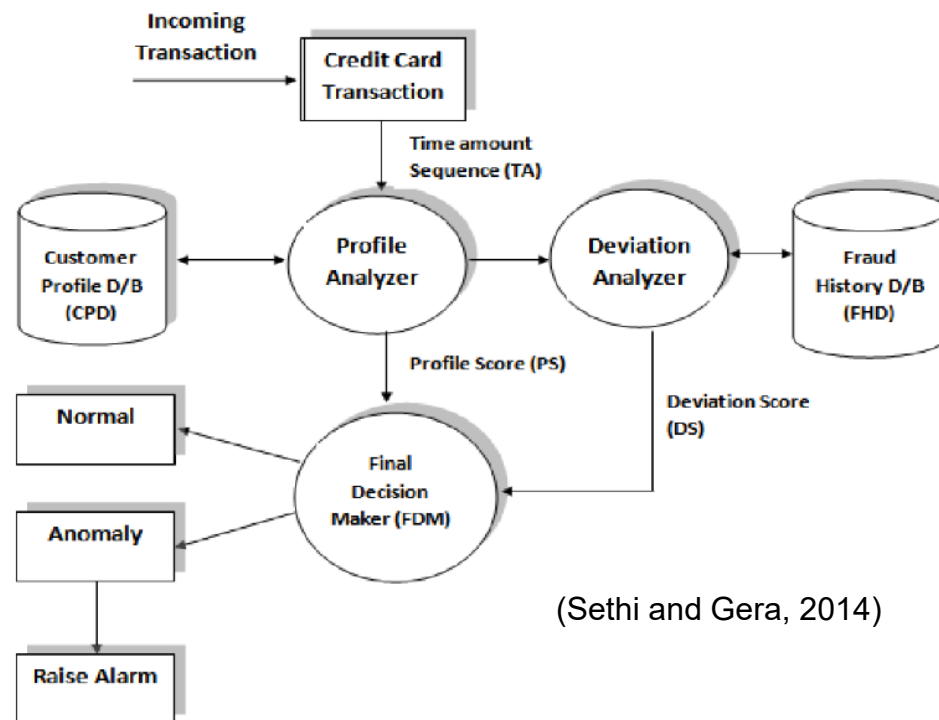 Incoming
Transaction
Credit Card
Transaction
Time amount
Sequence (TA)
Customer
Profile D/B
(CPD)
Profile
Analyzer
Deviation
Analyzer
Fraud
History D/B
(FHD)
Profile Score (PS)
Deviation Score
(DS)
Normal
Final
Decision
Maker (FDM)
Anomaly
(Sethi and Gera, 2014)
Raise Alarm